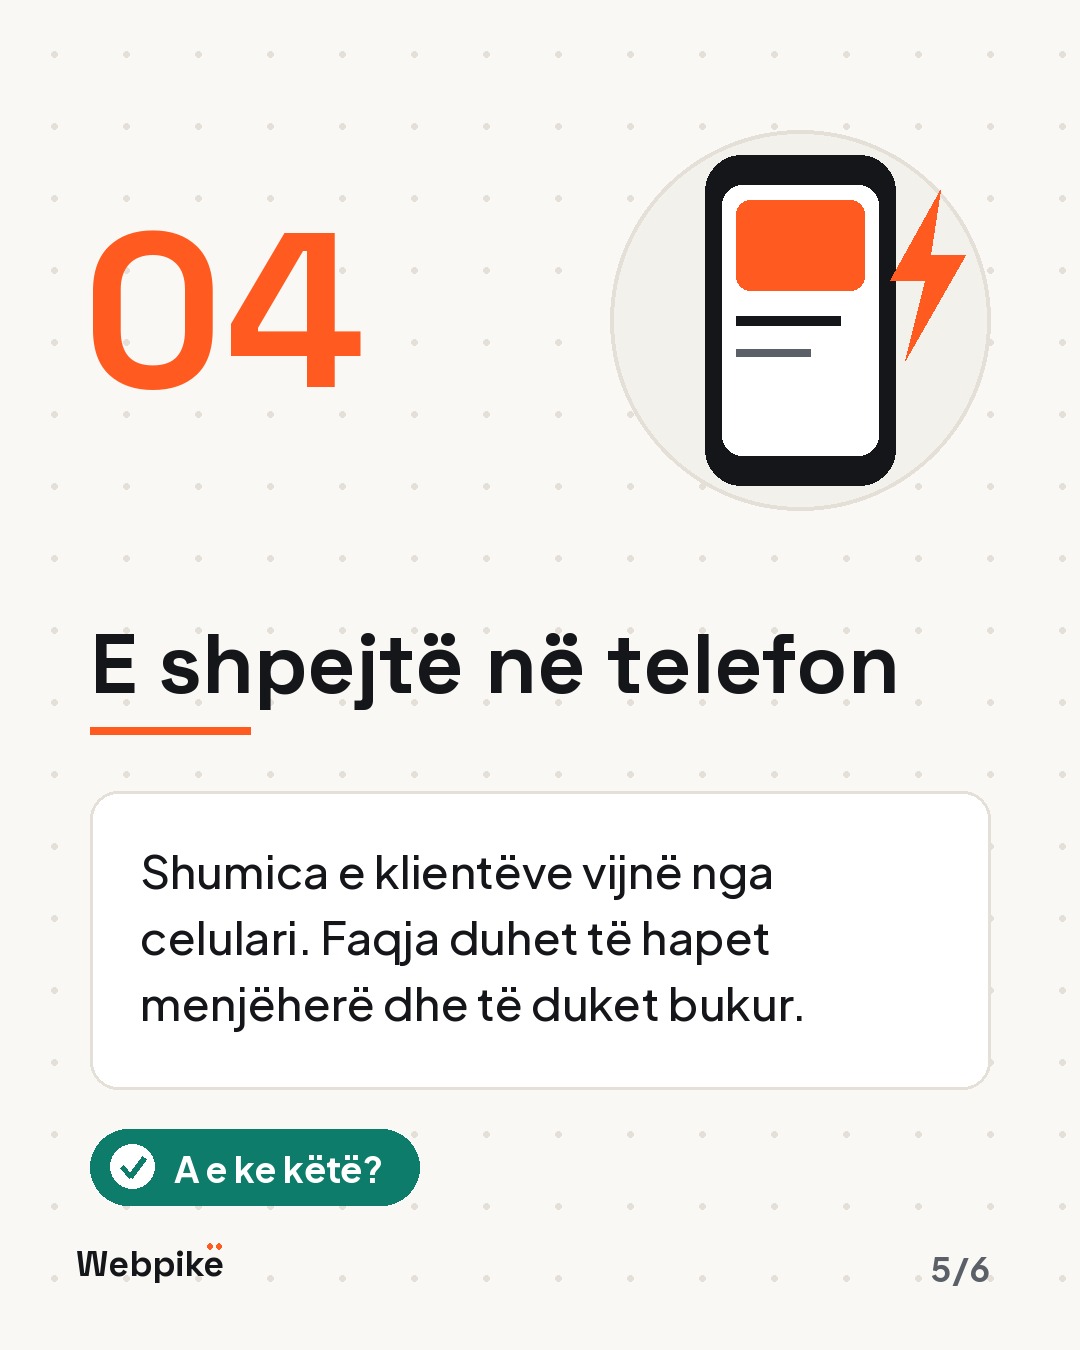 04
E shpejtë në telefon
Shumica e klientëve vijnë nga
celulari. Faqja duhet të hapet
menjëherë dhe të duket bukur.
A e ke këtë?
Webpikë
5/6